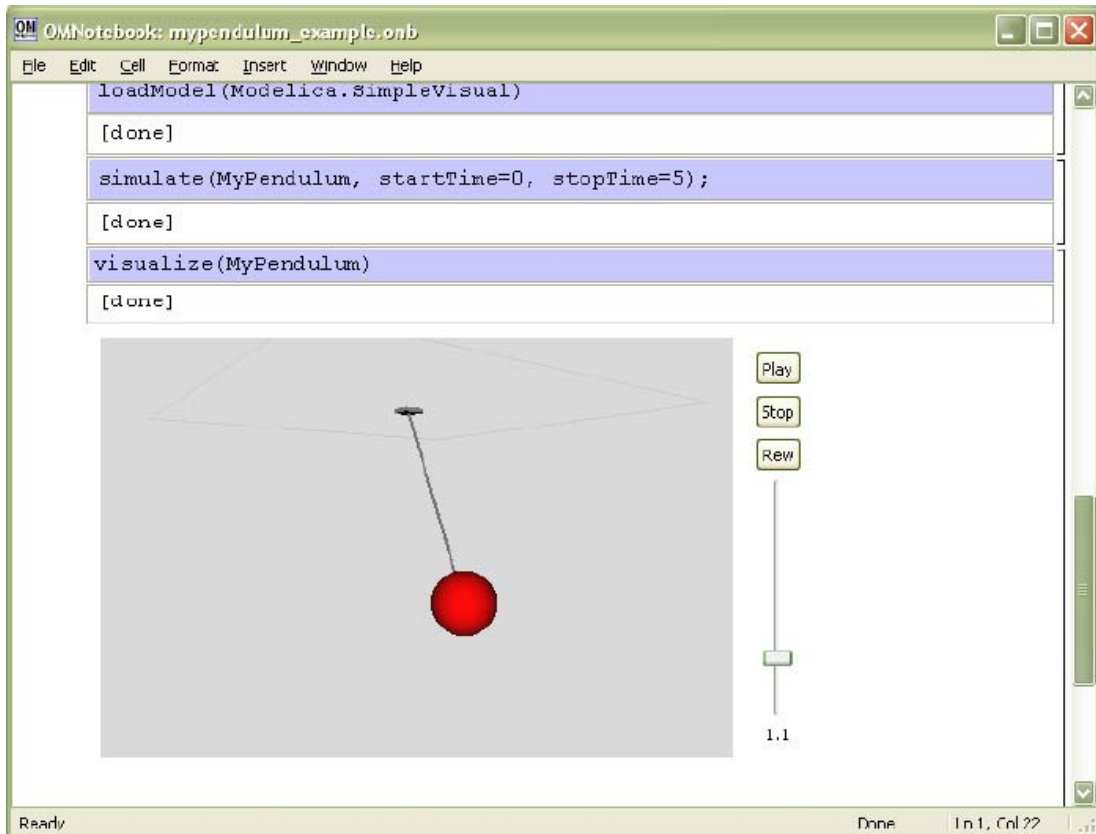 OMNotebook: mypendulum_example.onb
File Edit Cell Format Insert Window Help
loadModel(Modelica.SimpleVisual)
[done]
simulate(MyPendulum, startTime=0, stopTime=5);
[done]
visualize(MyPendulum)
[done]
Play
Stop
Rew
1.1
Ready Done Ln 1, Col 22